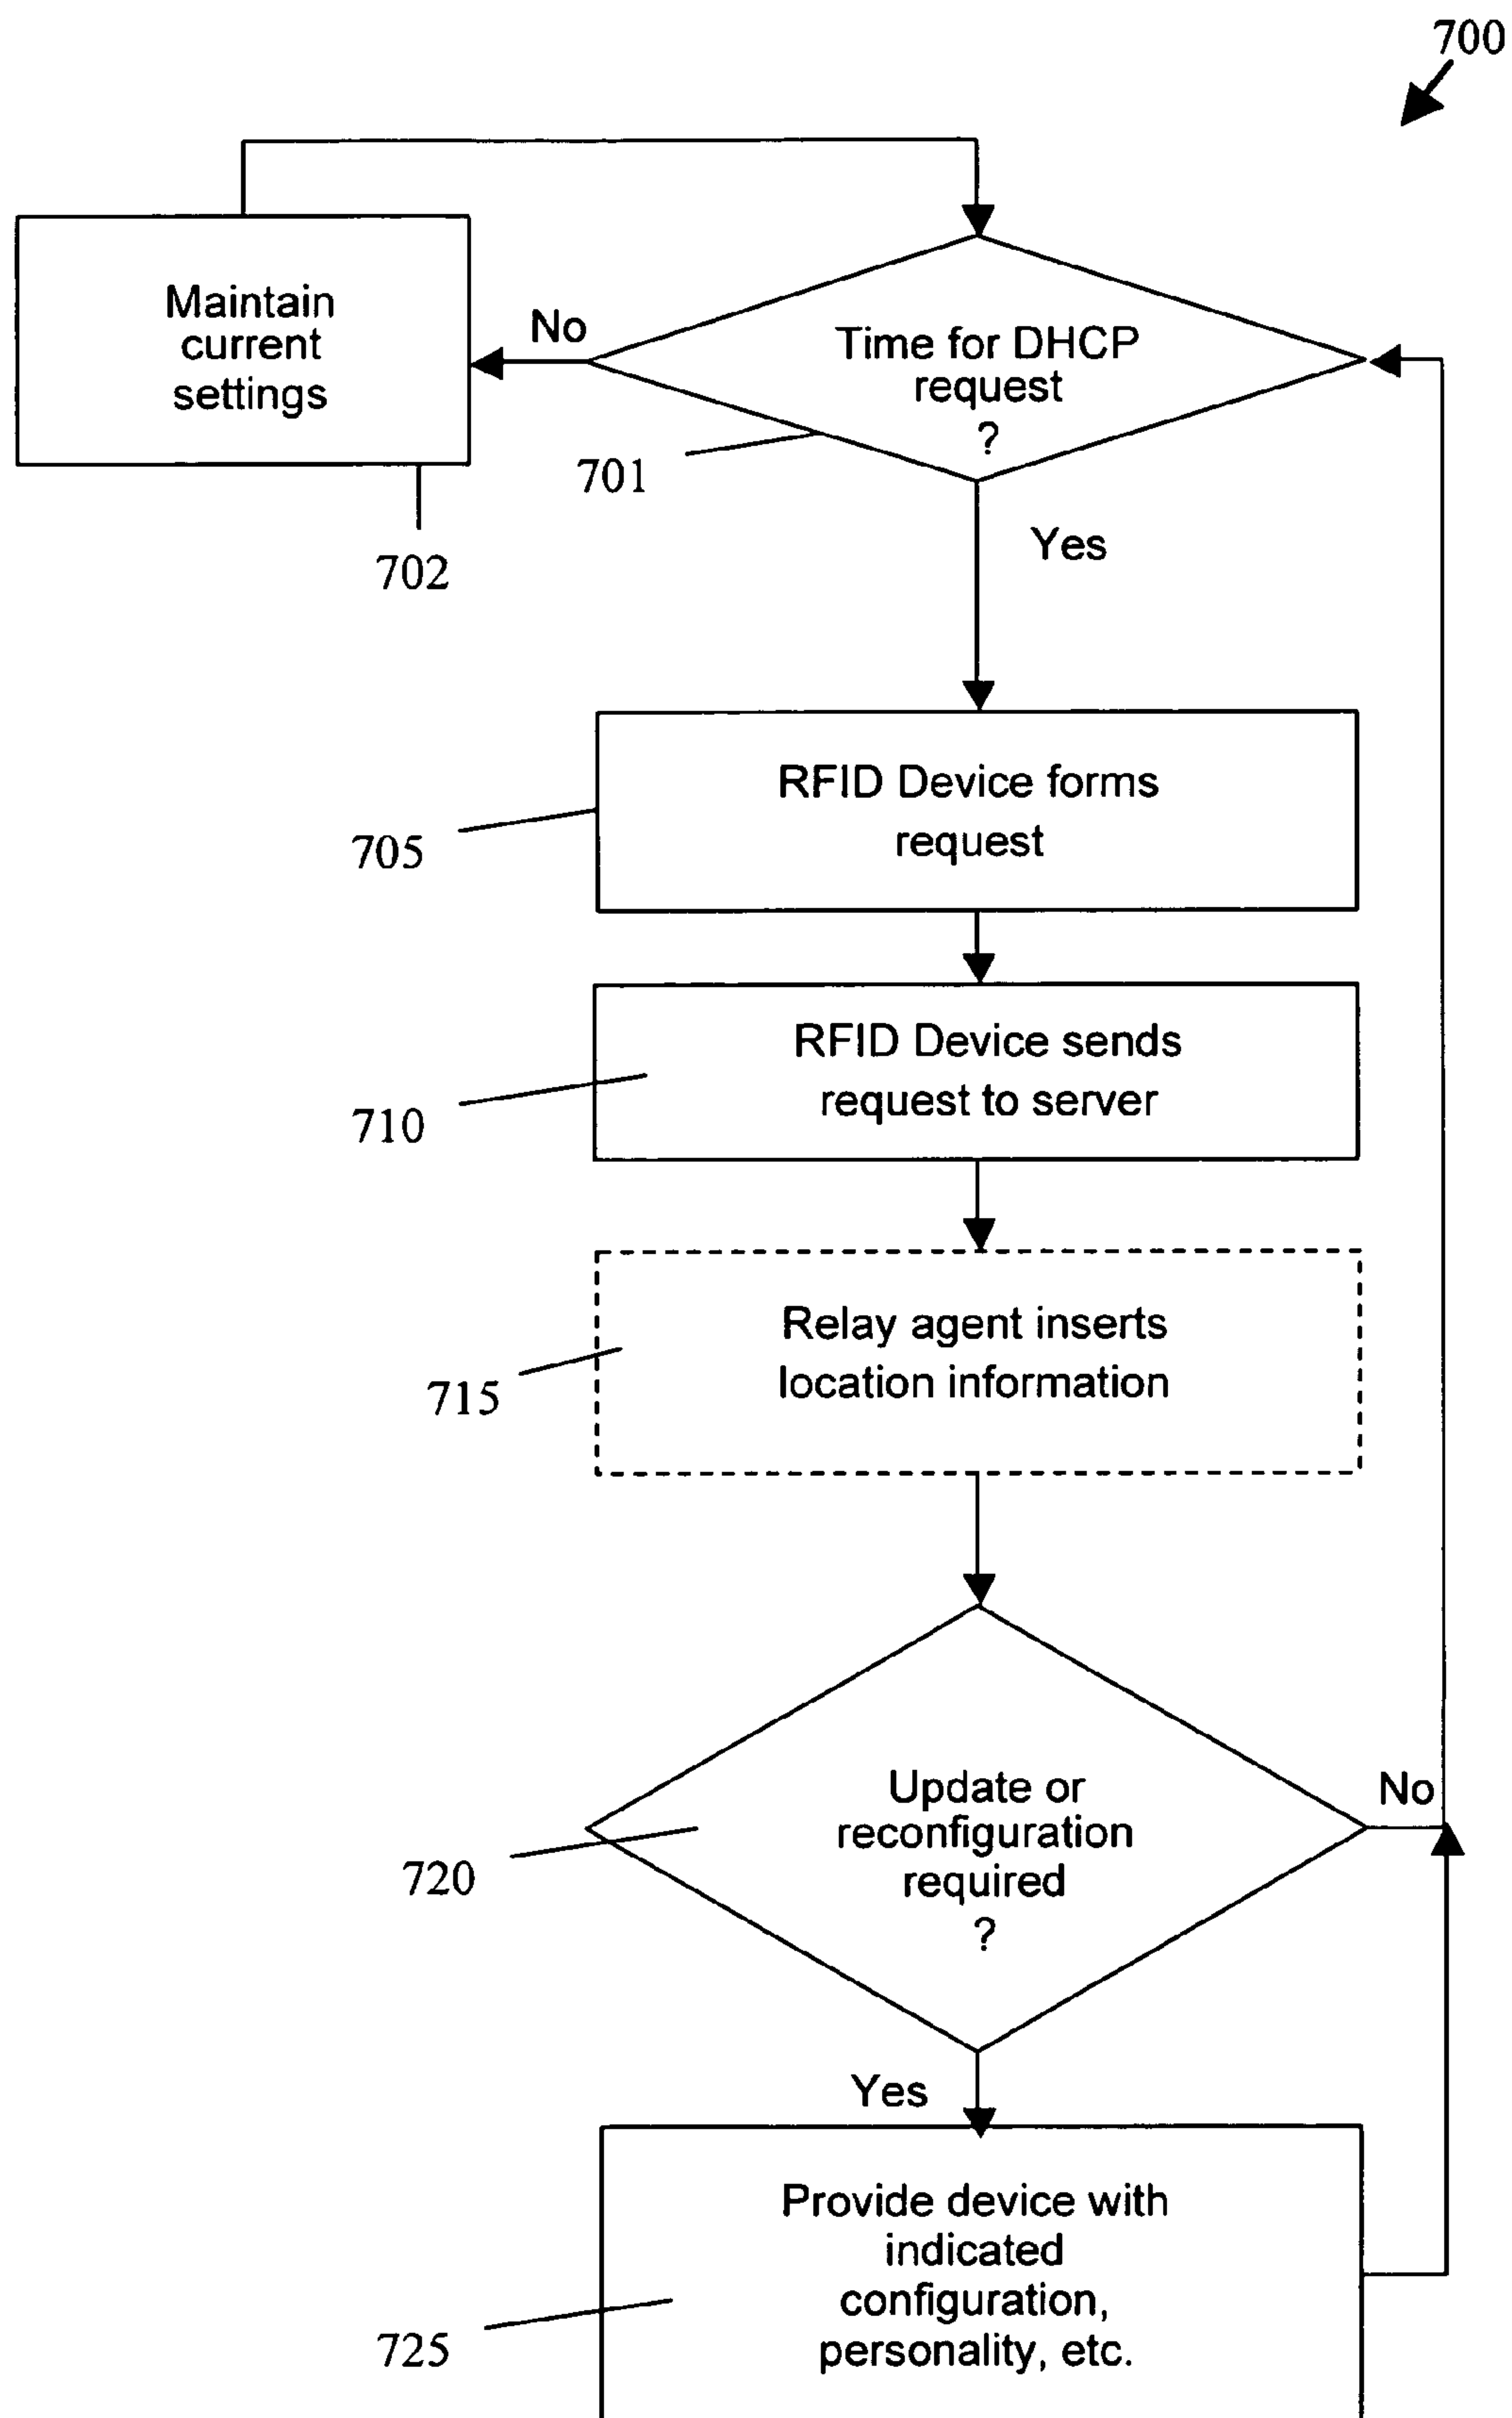 700
Maintain
current
settings
No
Time for DHCP
request
?
701
702
Yes
RFID Device forms
request
705
RFID Device sends
request to server
710
Relay agent inserts
location information
715
Update or
reconfiguration
required
?
No
720
Yes
Provide device with
indicated
configuration,
personality, etc.
725